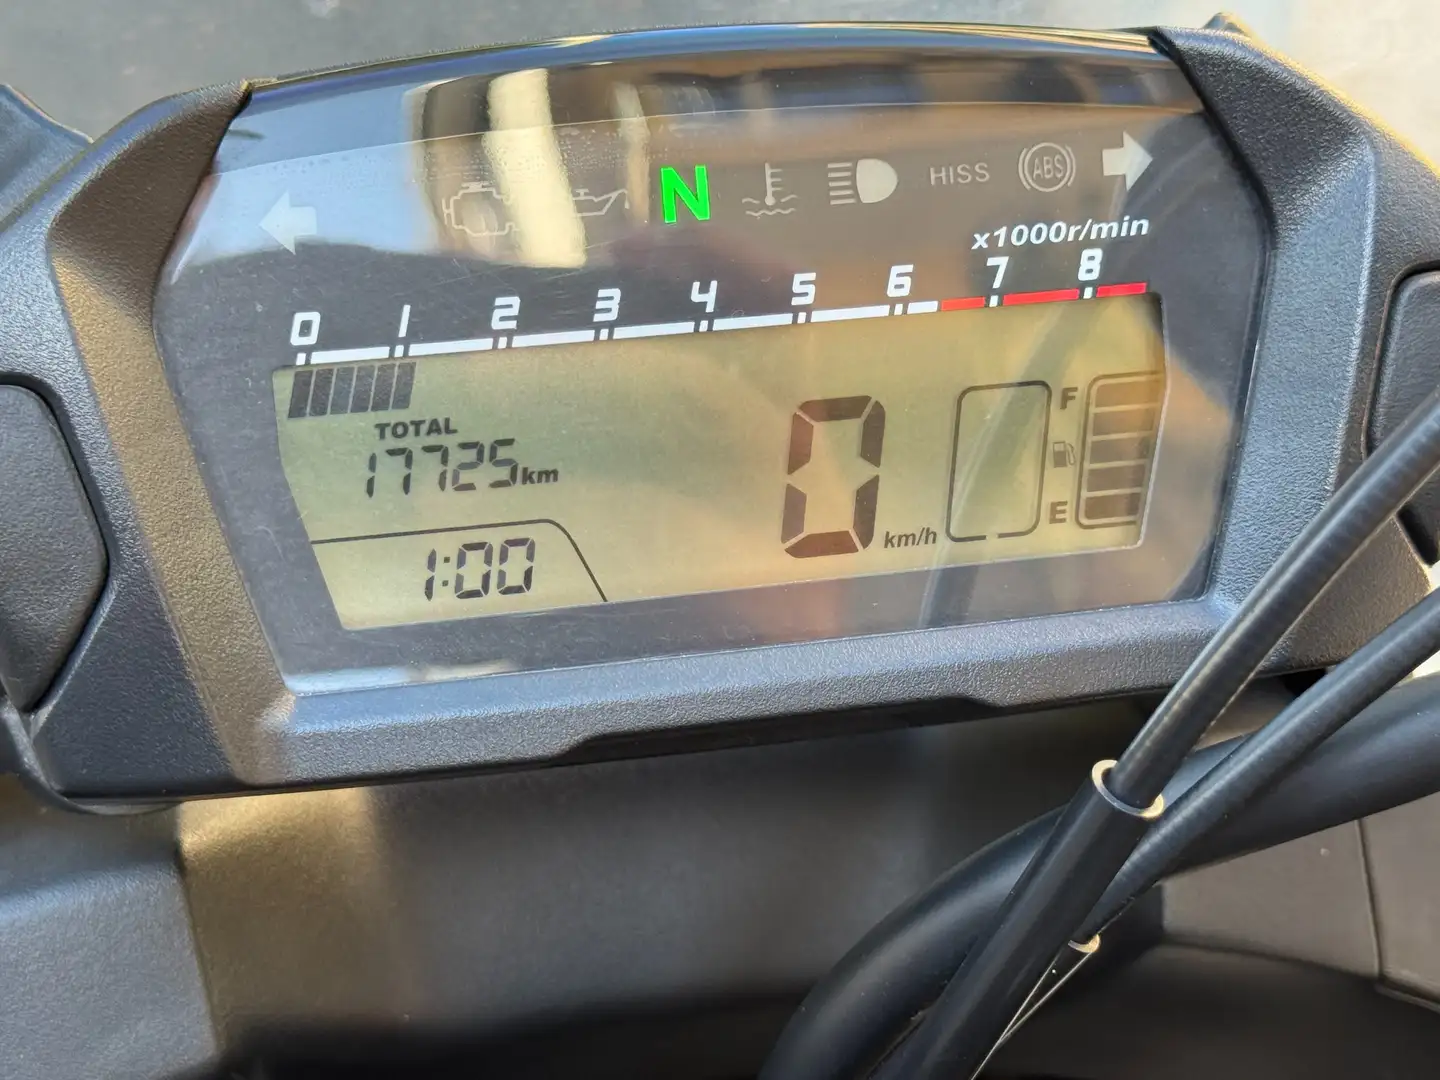 N HISS ABS
x1000r/min
0 1 2 3 4 5 6 7 8
TOTAL
17725km
1:00
0 km/h
F
E